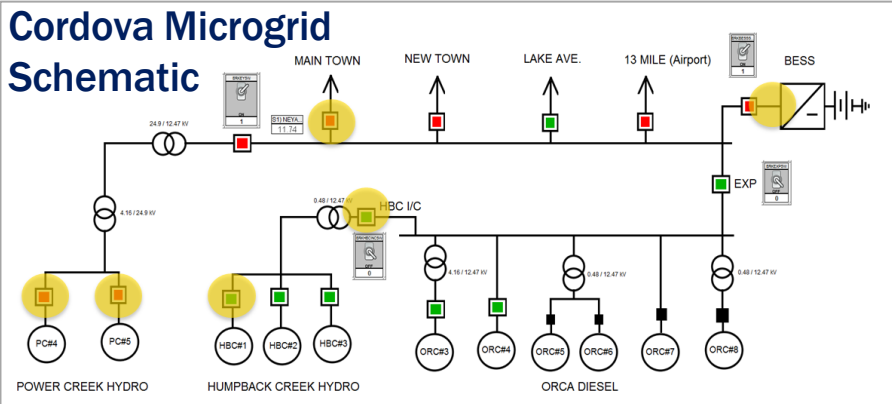 Cordova Microgrid
Schematic
MAIN TOWN
NEW TOWN
LAKE AVE.
13 MILE (Airport)
BESS
ON
1
ON
1
S1) NEYA..
11.74
24.9 / 12.47 kV
EXP
OFF
0
4.16 / 24.9 kV
0.48 / 12.47 kV
HBC I/C
OFF
0
4.16 / 12.47 kV
0.48 / 12.47 kV
0.48 / 12.47 kV
PC#4
PC#5
HBC#1
HBC#2
HBC#3
ORC#3
ORC#4
ORC#5
ORC#6
ORC#7
ORC#8
POWER CREEK HYDRO
HUMPBACK CREEK HYDRO
ORCA DIESEL